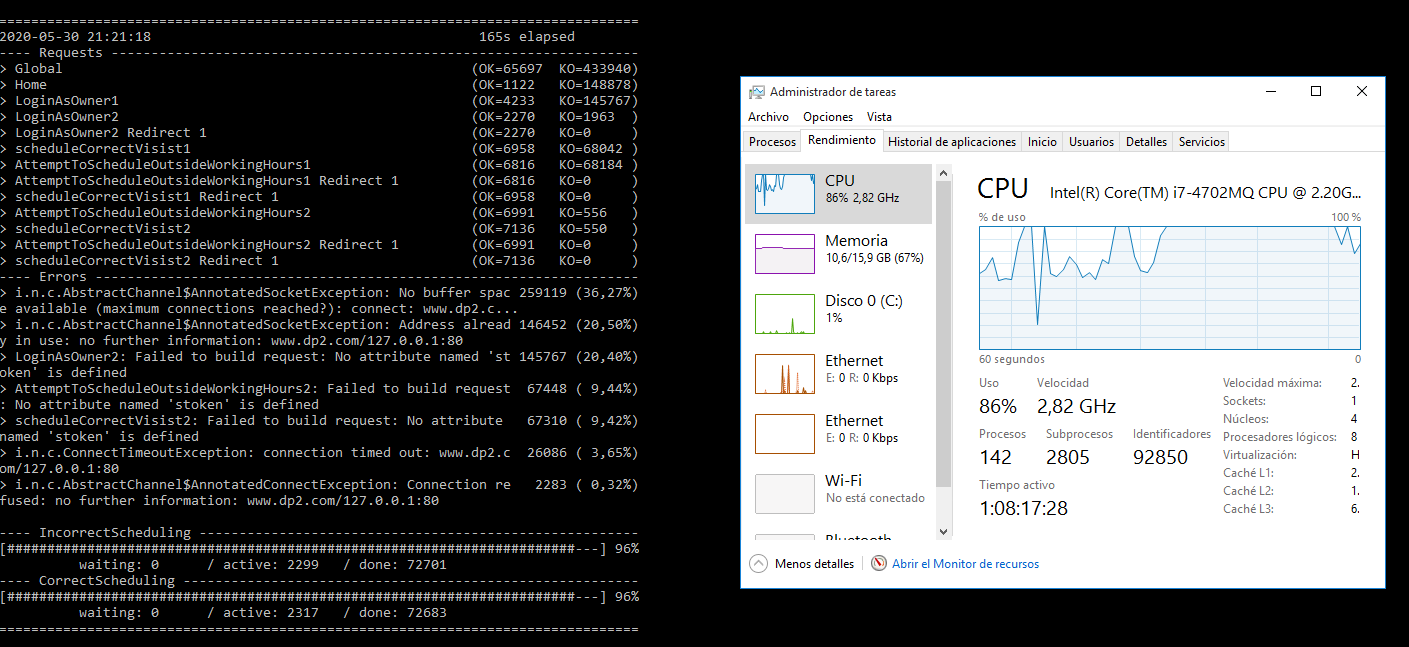 ================================================================================
2020-05-30 21:21:18 165s elapsed
---- Requests ------------------------------------------------------------------
> Global (OK=65697 KO=433940)
> Home (OK=1122 KO=148878)
> LoginAsOwner1 (OK=4233 KO=145767)
> LoginAsOwner2 (OK=2270 KO=1963 )
> LoginAsOwner2 Redirect 1 (OK=2270 KO=0 )
> scheduleCorrectVisist1 (OK=6958 KO=68042 )
> AttemptToScheduleOutsideWorkingHours1 (OK=6816 KO=68184 )
> AttemptToScheduleOutsideWorkingHours1 Redirect 1 (OK=6816 KO=0 )
> scheduleCorrectVisist1 Redirect 1 (OK=6958 KO=0 )
> AttemptToScheduleOutsideWorkingHours2 (OK=6991 KO=556 )
> scheduleCorrectVisist2 (OK=7136 KO=550 )
> AttemptToScheduleOutsideWorkingHours2 Redirect 1 (OK=6991 KO=0 )
> scheduleCorrectVisist2 Redirect 1 (OK=7136 KO=0 )
---- Errors --------------------------------------------------------------------
> i.n.c.AbstractChannel$AnnotatedSocketException: No buffer spac 259119 (36,27%)
e available (maximum connections reached?): connect: www.dp2.c...
> i.n.c.AbstractChannel$AnnotatedSocketException: Address alread 146452 (20,50%)
y in use: no further information: www.dp2.com/127.0.0.1:80
> LoginAsOwner2: Failed to build request: No attribute named 'st 145767 (20,40%)
oken' is defined
> AttemptToScheduleOutsideWorkingHours2: Failed to build request 67448 ( 9,44%)
: No attribute named 'stoken' is defined
> scheduleCorrectVisist2: Failed to build request: No attribute 67310 ( 9,42%)
named 'stoken' is defined
> i.n.c.ConnectTimeoutException: connection timed out: www.dp2.c 26086 ( 3,65%)
om/127.0.0.1:80
> i.n.c.AbstractChannel$AnnotatedConnectException: Connection re 2283 ( 0,32%)
fused: no further information: www.dp2.com/127.0.0.1:80
---- IncorrectScheduling -------------------------------------------------------
[#######################################################################---] 96%
waiting: 0 / active: 2299 / done: 72701
---- CorrectScheduling ---------------------------------------------------------
[#######################################################################---] 96%
waiting: 0 / active: 2317 / done: 72683
================================================================================
Administrador de tareas
Archivo Opciones Vista
Procesos Rendimiento Historial de aplicaciones Inicio Usuarios Detalles Servicios
CPU
86% 2,82 GHz
Memoria
10,6/15,9 GB (67%)
Disco 0 (C:)
1%
Ethernet
E: 0 R: 0 Kbps
Ethernet
E: 0 R: 0 Kbps
Wi-Fi
No está conectado
Bluetooth
CPU Intel(R) Core(TM) i7-4702MQ CPU @ 2.20G...
% de uso 100 %
60 segundos 0
Uso Velocidad
86% 2,82 GHz
Procesos Subprocesos Identificadores
142 2805 92850
Tiempo activo
1:08:17:28
Velocidad máxima: 2.
Sockets: 1
Núcleos: 4
Procesadores lógicos: 8
Virtualización: H
Caché L1: 2.
Caché L2: 1.
Caché L3: 6.
Menos detalles Abrir el Monitor de recursos